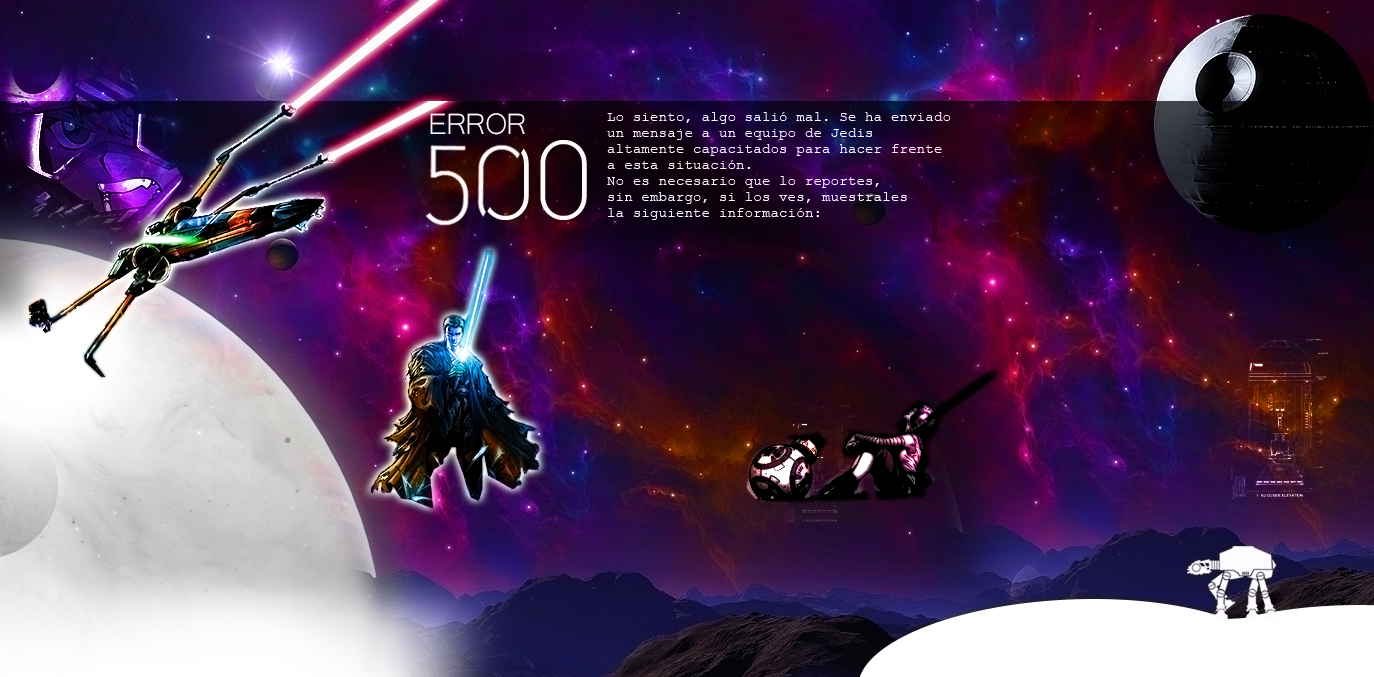 ERROR
500
Lo siento, algo salió mal. Se ha enviado
un mensaje a un equipo de Jedis
altamente capacitados para hacer frente
a esta situación.
No es necesario que lo reportes,
sin embargo, si los ves, muestrales
la siguiente información: